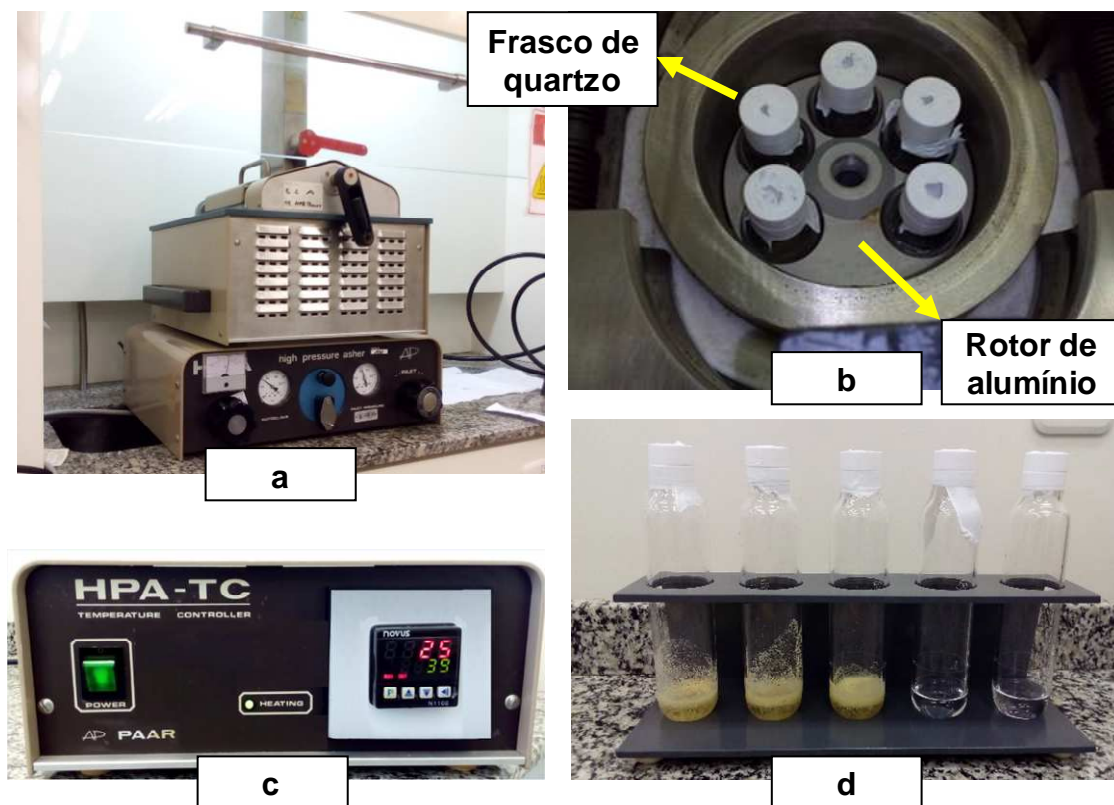 Frasco de
quartzo
Rotor de
alumínio
b
high pressure asher
a
HPA-TC
TEMPERATURE CONTROLLER
POWER
HEATING
PAAR
novus
25
39
P
N1100
c
d